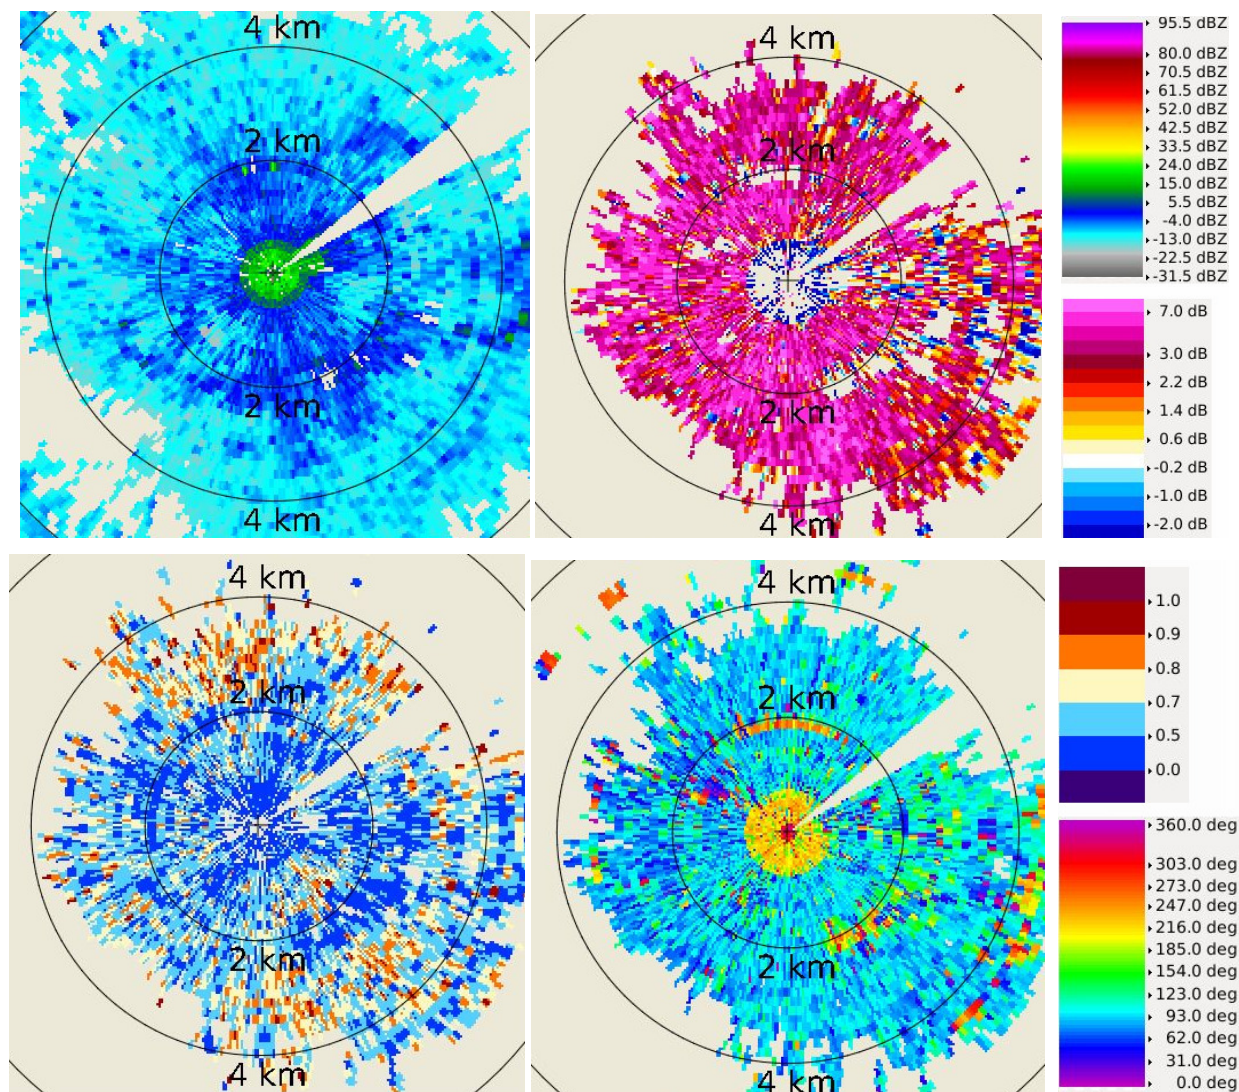 4 km
2 km
2 km
4 km
4 km
2 km
2 km
4 km
95.5 dBZ
80.0 dBZ
70.5 dBZ
61.5 dBZ
52.0 dBZ
42.5 dBZ
33.5 dBZ
24.0 dBZ
15.0 dBZ
5.5 dBZ
-4.0 dBZ
-13.0 dBZ
-22.5 dBZ
-31.5 dBZ
7.0 dB
3.0 dB
2.2 dB
1.4 dB
0.6 dB
-0.2 dB
-1.0 dB
-2.0 dB
4 km
2 km
2 km
4 km
4 km
2 km
2 km
4 km
1.0
0.9
0.8
0.7
0.5
0.0
360.0 deg
303.0 deg
273.0 deg
247.0 deg
216.0 deg
185.0 deg
154.0 deg
123.0 deg
93.0 deg
62.0 deg
31.0 deg
0.0 deg